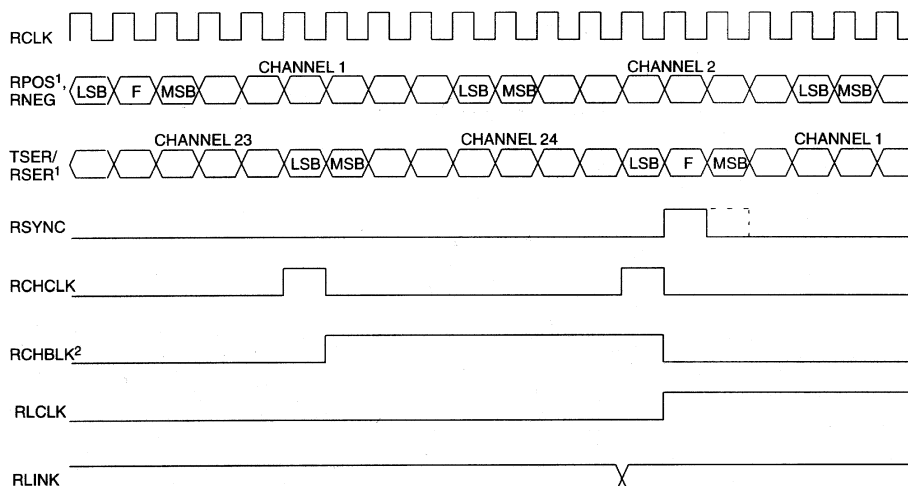 RCLK
CHANNEL 1 CHANNEL 2
RPOS¹, RNEG LSB F MSB LSB MSB LSB MSB
CHANNEL 23 CHANNEL 24 CHANNEL 1
TSER/ RSER¹ LSB MSB LSB F MSB
RSYNC
RCHCLK
RCHBLK²
RLCLK
RLINK